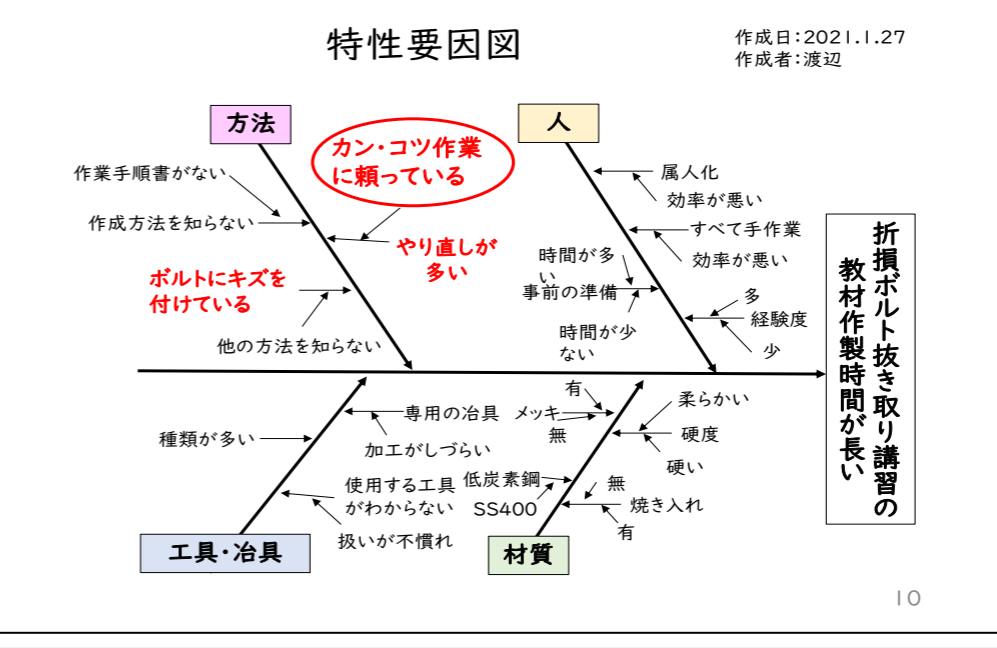 特性要因図
作成日:2021.1.27
作成者:渡辺
方法
人
カン・コツ作業
に頼っている
作業手順書がない
作成方法を知らない
やり直しが
多い
ボルトにキズを
付けている
他の方法を知らない
属人化
効率が悪い
すべて手作業
効率が悪い
時間が多
い
事前の準備
時間が少
ない
多
経験度
少
折損ボルト抜き取り講習の
教材作製時間が長い
種類が多い
専用の冶具
加工がしづらい
使用する工具
がわからない
扱いが不慣れ
工具・冶具
有
メッキ
無
柔らかい
硬度
硬い
低炭素鋼
SS400
無
焼き入れ
有
材質
10